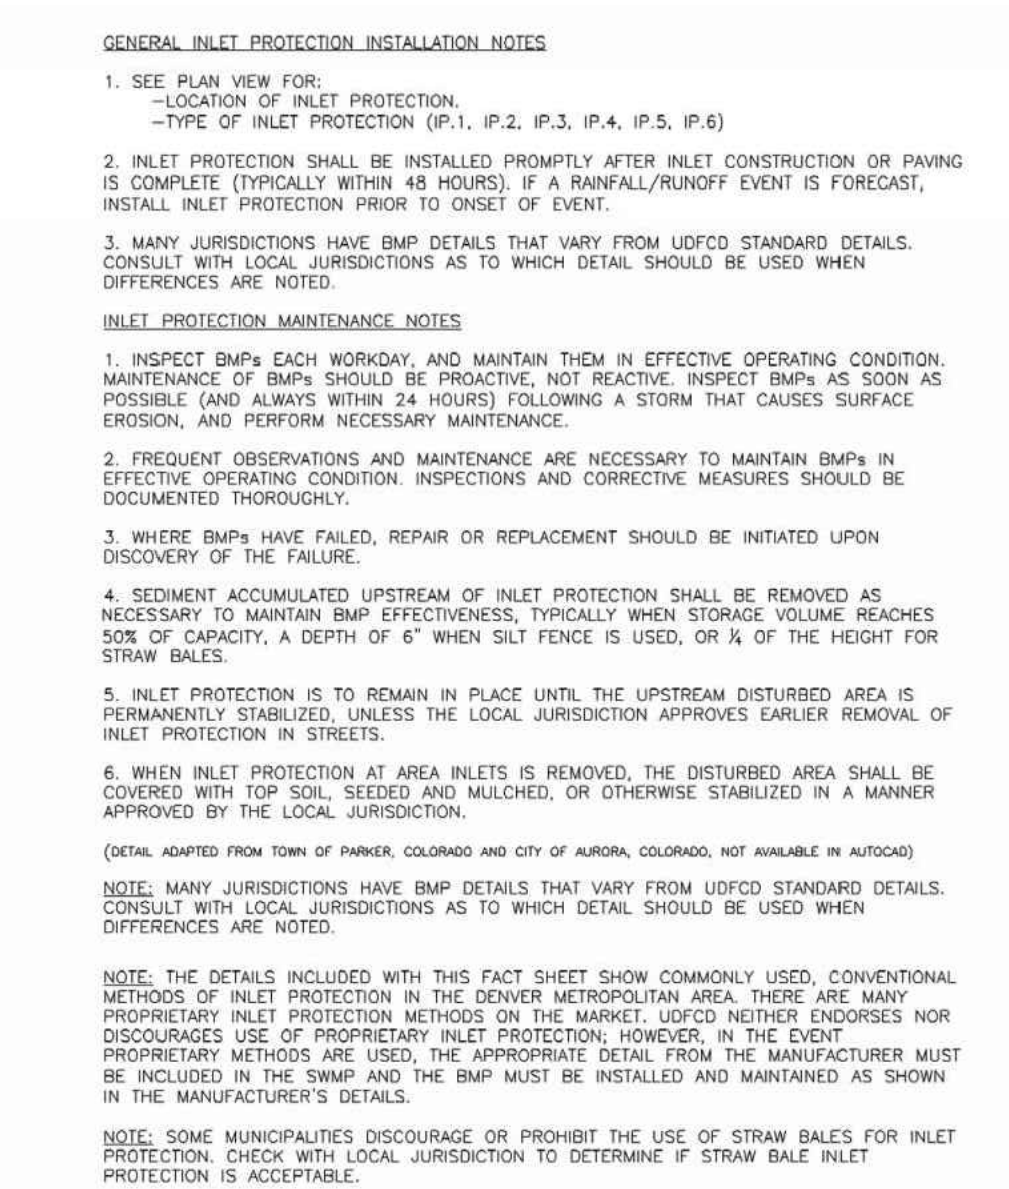 GENERAL INLET PROTECTION INSTALLATION NOTES
1. SEE PLAN VIEW FOR:
-LOCATION OF INLET PROTECTION.
-TYPE OF INLET PROTECTION (IP.1, IP.2, IP.3, IP.4, IP.5, IP.6)
2. INLET PROTECTION SHALL BE INSTALLED PROMPTLY AFTER INLET CONSTRUCTION OR PAVING
IS COMPLETE (TYPICALLY WITHIN 48 HOURS). IF A RAINFALL/RUNOFF EVENT IS FORECAST,
INSTALL INLET PROTECTION PRIOR TO ONSET OF EVENT.
3. MANY JURISDICTIONS HAVE BMP DETAILS THAT VARY FROM UDFCD STANDARD DETAILS.
CONSULT WITH LOCAL JURISDICTIONS AS TO WHICH DETAIL SHOULD BE USED WHEN
DIFFERENCES ARE NOTED.
INLET PROTECTION MAINTENANCE NOTES
1. INSPECT BMPs EACH WORKDAY, AND MAINTAIN THEM IN EFFECTIVE OPERATING CONDITION.
MAINTENANCE OF BMPs SHOULD BE PROACTIVE, NOT REACTIVE. INSPECT BMPs AS SOON AS
POSSIBLE (AND ALWAYS WITHIN 24 HOURS) FOLLOWING A STORM THAT CAUSES SURFACE
EROSION, AND PERFORM NECESSARY MAINTENANCE.
2. FREQUENT OBSERVATIONS AND MAINTENANCE ARE NECESSARY TO MAINTAIN BMPs IN
EFFECTIVE OPERATING CONDITION. INSPECTIONS AND CORRECTIVE MEASURES SHOULD BE
DOCUMENTED THOROUGHLY.
3. WHERE BMPs HAVE FAILED, REPAIR OR REPLACEMENT SHOULD BE INITIATED UPON
DISCOVERY OF THE FAILURE.
4. SEDIMENT ACCUMULATED UPSTREAM OF INLET PROTECTION SHALL BE REMOVED AS
NECESSARY TO MAINTAIN BMP EFFECTIVENESS, TYPICALLY WHEN STORAGE VOLUME REACHES
50% OF CAPACITY, A DEPTH OF 6" WHEN SILT FENCE IS USED, OR ¼ OF THE HEIGHT FOR
STRAW BALES.
5. INLET PROTECTION IS TO REMAIN IN PLACE UNTIL THE UPSTREAM DISTURBED AREA IS
PERMANENTLY STABILIZED, UNLESS THE LOCAL JURISDICTION APPROVES EARLIER REMOVAL OF
INLET PROTECTION IN STREETS.
6. WHEN INLET PROTECTION AT AREA INLETS IS REMOVED, THE DISTURBED AREA SHALL BE
COVERED WITH TOP SOIL, SEEDED AND MULCHED, OR OTHERWISE STABILIZED IN A MANNER
APPROVED BY THE LOCAL JURISDICTION.
(DETAIL ADAPTED FROM TOWN OF PARKER, COLORADO AND CITY OF AURORA, COLORADO, NOT AVAILABLE IN AUTOCAD)
NOTE: MANY JURISDICTIONS HAVE BMP DETAILS THAT VARY FROM UDFCD STANDARD DETAILS.
CONSULT WITH LOCAL JURISDICTIONS AS TO WHICH DETAIL SHOULD BE USED WHEN
DIFFERENCES ARE NOTED.
NOTE: THE DETAILS INCLUDED WITH THIS FACT SHEET SHOW COMMONLY USED, CONVENTIONAL
METHODS OF INLET PROTECTION IN THE DENVER METROPOLITAN AREA. THERE ARE MANY
PROPRIETARY INLET PROTECTION METHODS ON THE MARKET. UDFCD NEITHER ENDORSES NOR
DISCOURAGES USE OF PROPRIETARY INLET PROTECTION; HOWEVER, IN THE EVENT
PROPRIETARY METHODS ARE USED, THE APPROPRIATE DETAIL FROM THE MANUFACTURER MUST
BE INCLUDED IN THE SWMP AND THE BMP MUST BE INSTALLED AND MAINTAINED AS SHOWN
IN THE MANUFACTURER'S DETAILS.
NOTE: SOME MUNICIPALITIES DISCOURAGE OR PROHIBIT THE USE OF STRAW BALES FOR INLET
PROTECTION. CHECK WITH LOCAL JURISDICTION TO DETERMINE IF STRAW BALE INLET
PROTECTION IS ACCEPTABLE.